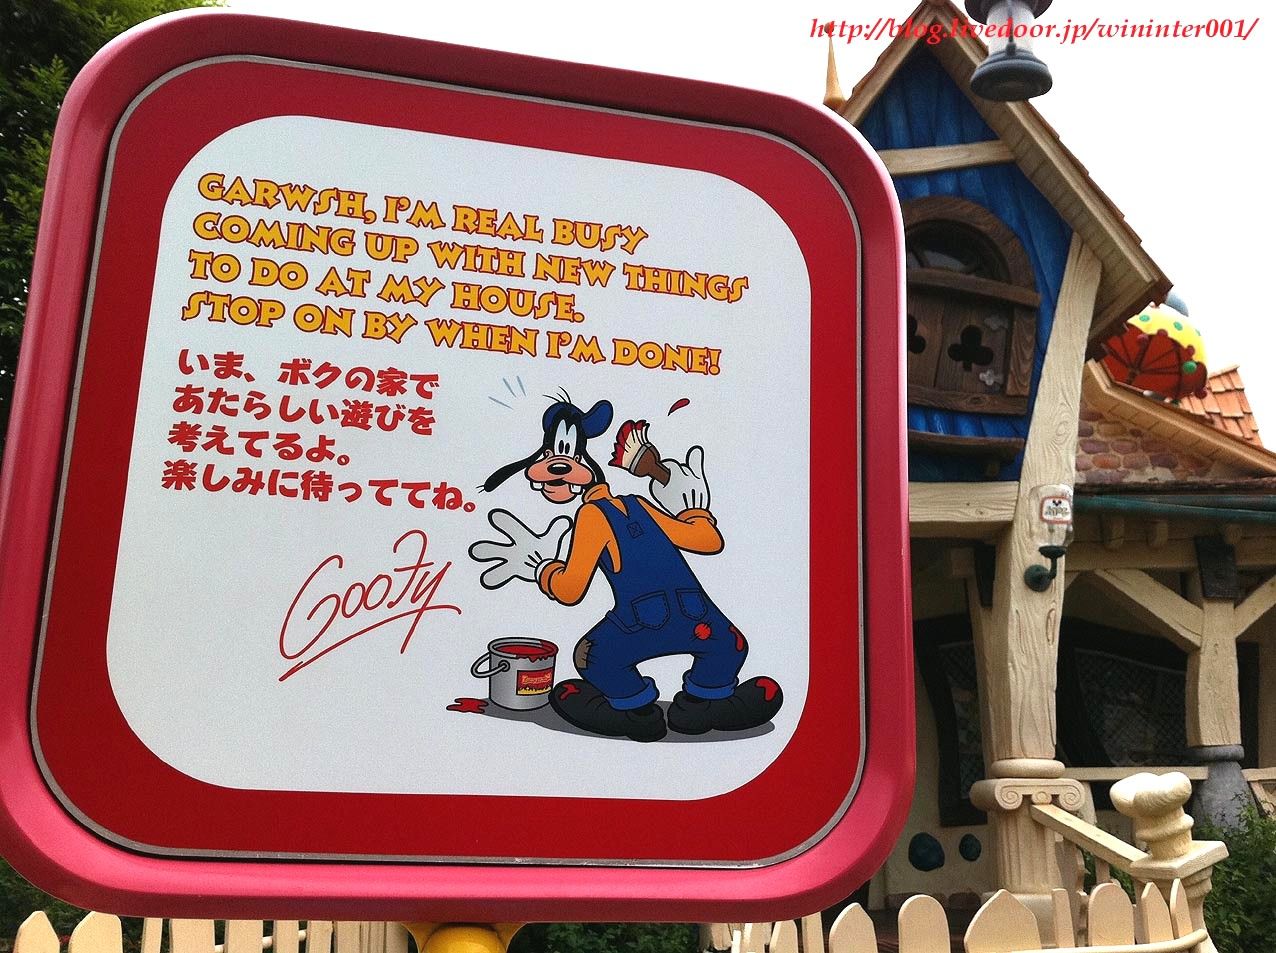 http://blog.livedoor.jp/wininter001/
GARWSH, I'M REAL BUSY
COMING UP WITH NEW THINGS
TO DO AT MY HOUSE.
STOP ON BY WHEN I'M DONE!
いま、ボクの家で
あたらしい遊びを
考えてるよ。
楽しみに待っててね。
Goofy